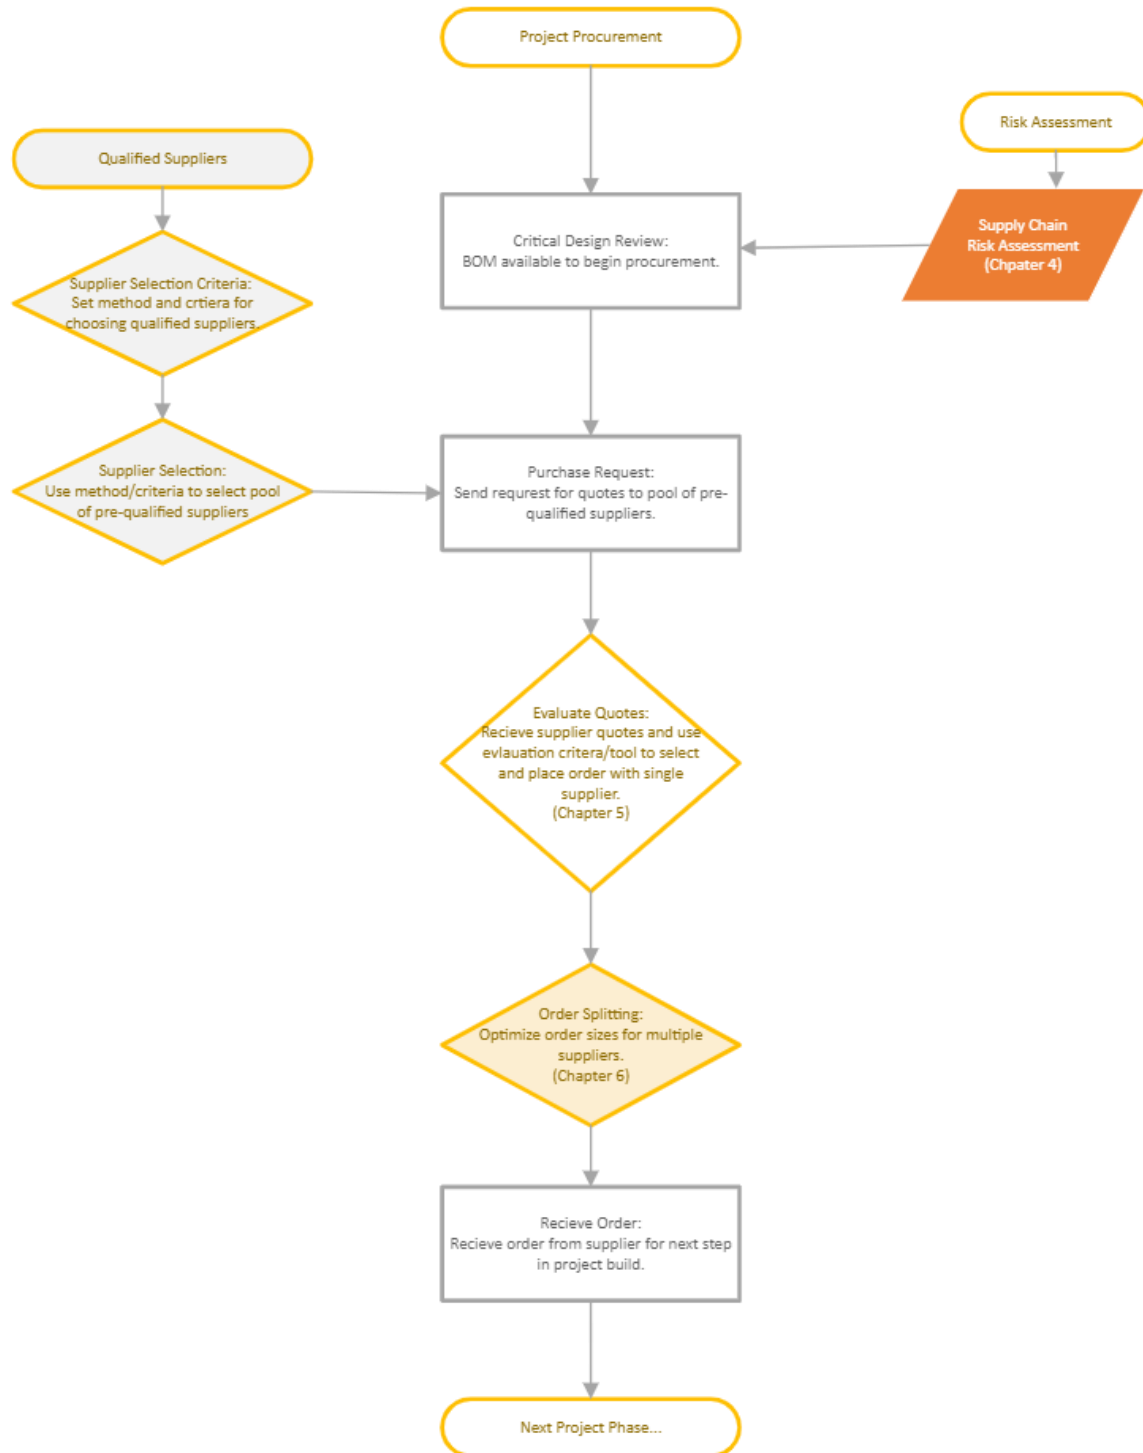 Project Procurement
Risk Assessment
Qualified Suppliers
Supply Chain
Risk Assessment
(Chpater 4)
Critical Design Review:
BOM available to begin procurement.
Supplier Selection Criteria:
Set method and crtiera for
choosing qualified suppliers.
Supplier Selection:
Use method/criteria to select pool
of pre-qualified suppliers
Purchase Request:
Send requrest for quotes to pool of pre-
qualified suppliers.
Evaluate Quotes:
Recieve supplier quotes and use
evlauation critera/tool to select
and place order with single
supplier.
(Chapter 5)
Order Splitting:
Optimize order sizes for multiple
suppliers.
(Chapter 6)
Recieve Order:
Recieve order from supplier for next step
in project build.
Next Project Phase...